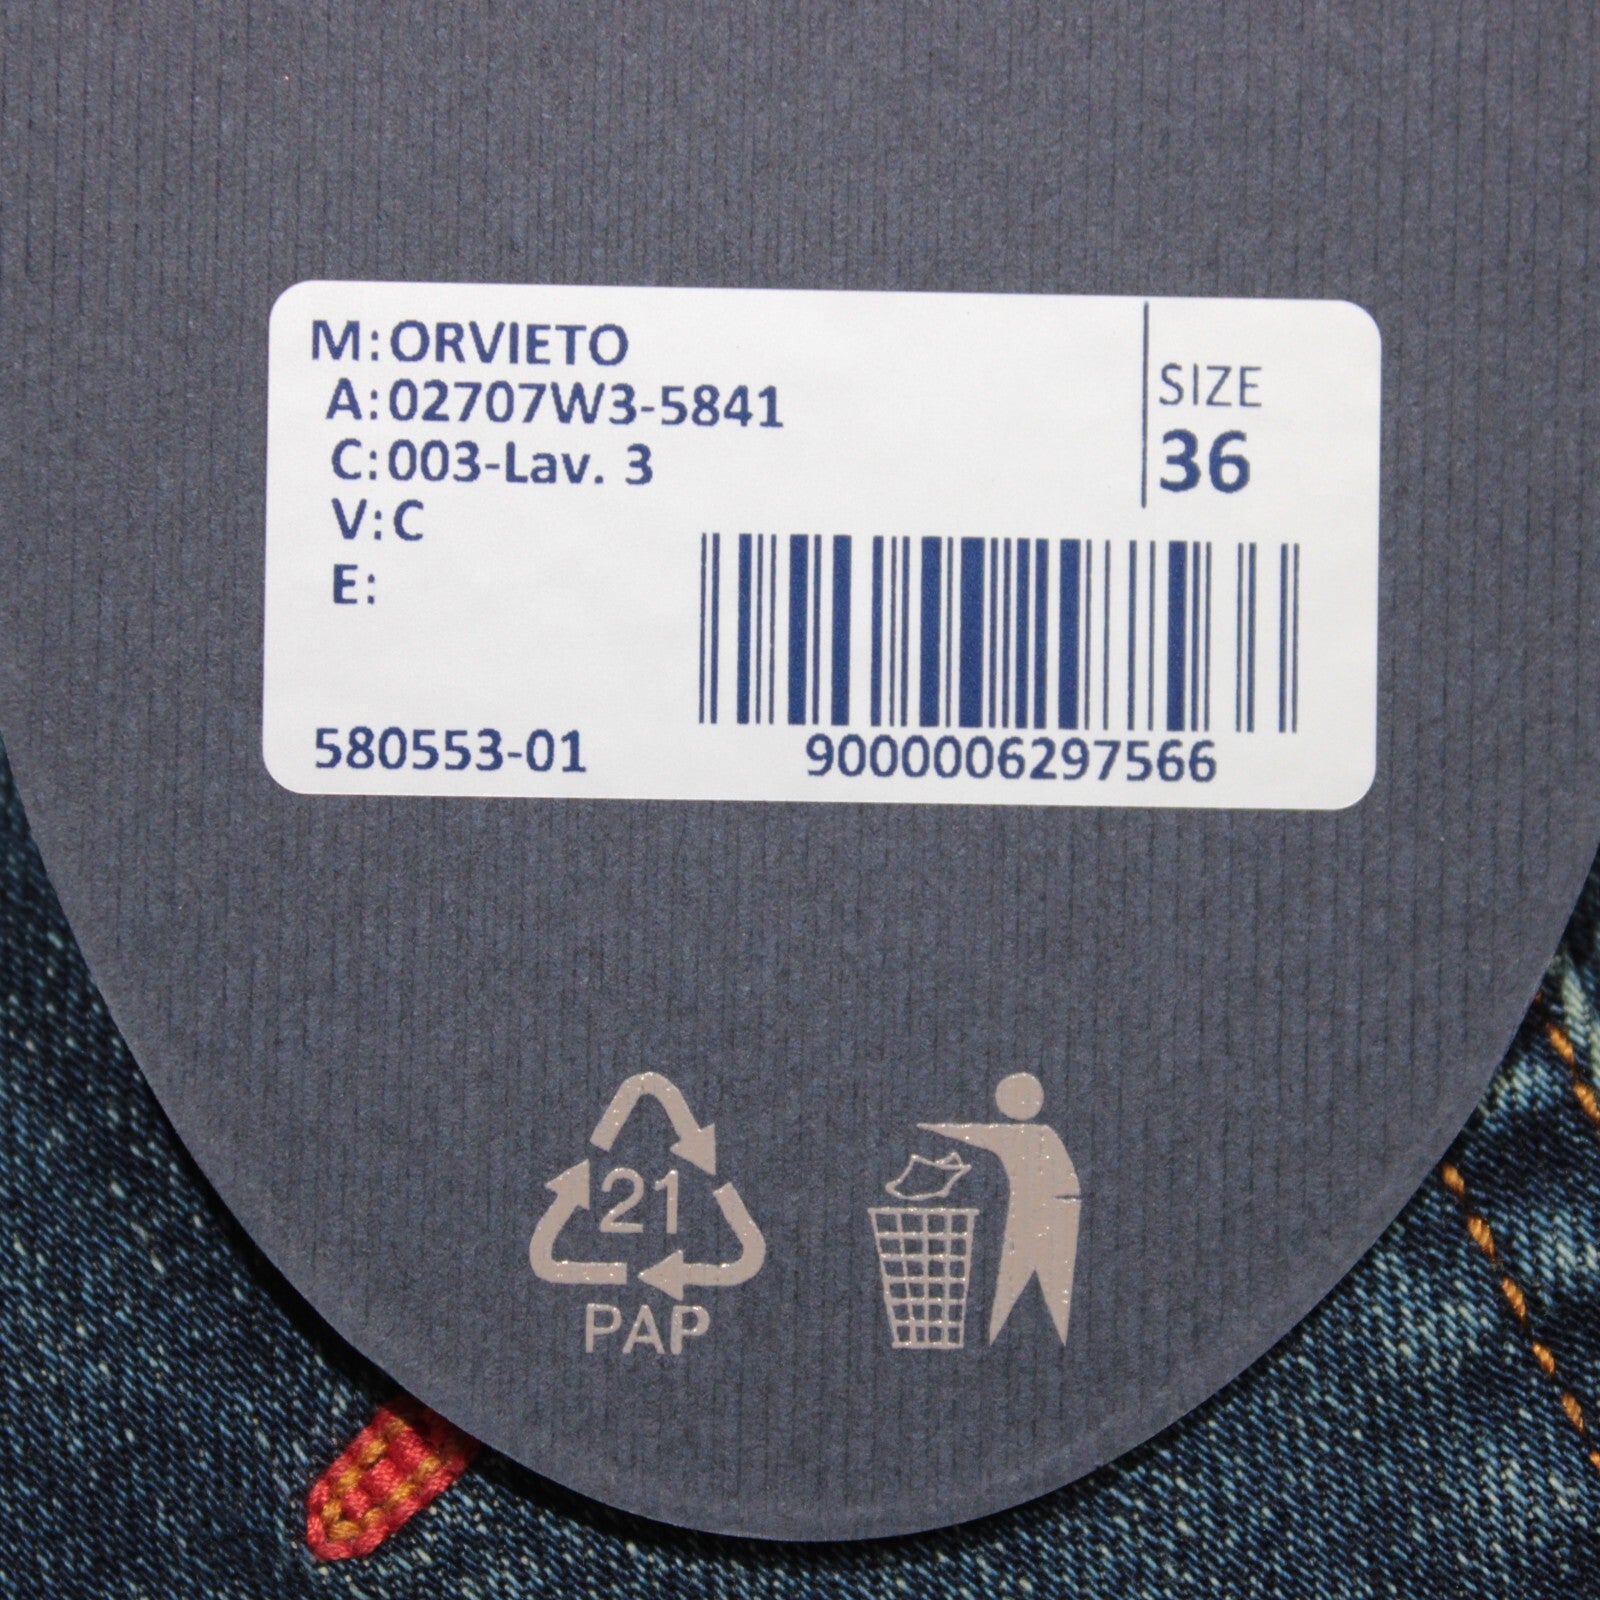 M:ORVIETO
A:02707W3-5841
C:003-Lav. 3
V:C
E:
SIZE
36
580553-01
9000006297566
21
PAP